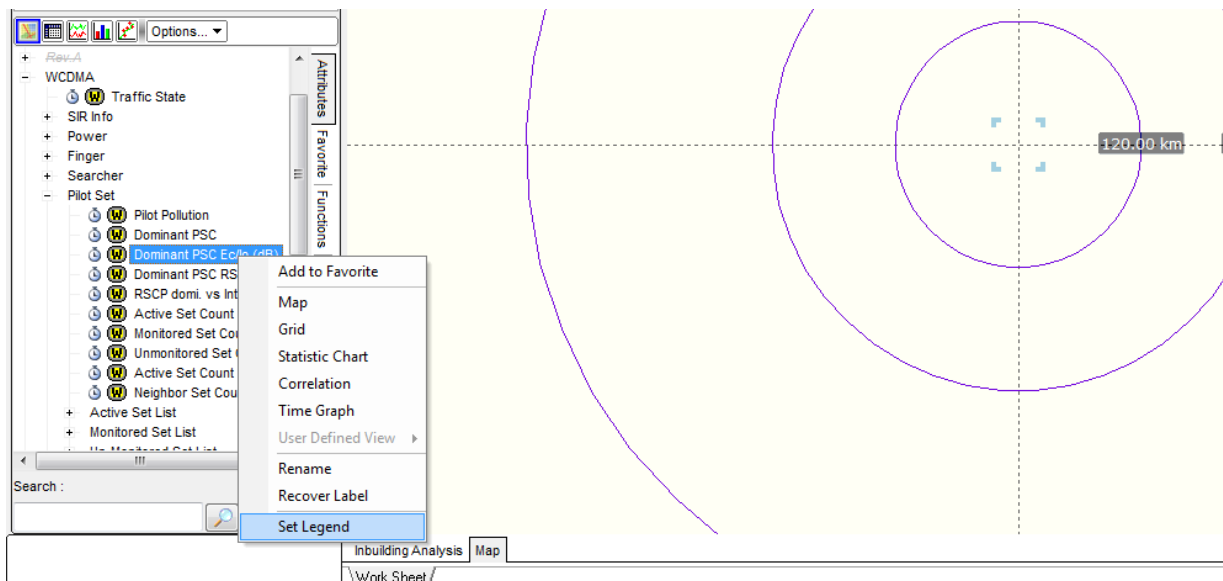 Options...
Rev.A
WCDMA
Traffic State
SIR Info
Power
Finger
Searcher
Pilot Set
Pilot Pollution
Dominant PSC
Dominant PSC Ec/Io (dB)
Dominant PSC RS
RSCP domi. vs Int
Active Set Count
Monitored Set Cou
Unmonitored Set
Active Set Count
Neighbor Set Cou
Active Set List
Monitored Set List
Search :
Attributes
Favorite
Functions
Add to Favorite
Map
Grid
Statistic Chart
Correlation
Time Graph
User Defined View
Rename
Recover Label
Set Legend
120.00 km
Inbuilding Analysis
Map
Work Sheet